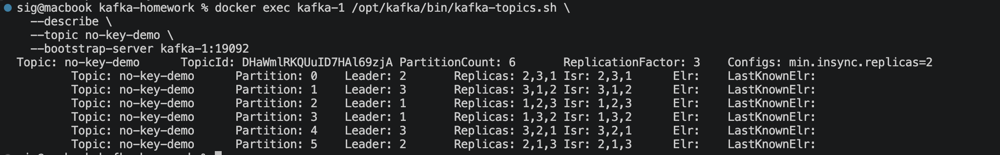 sig@macbook kafka-homework % docker exec kafka-1 /opt/kafka/bin/kafka-topics.sh \
--describe \
--topic no-key-demo \
--bootstrap-server kafka-1:19092
Topic: no-key-demo TopicId: DHaWmlRKQUuID7HAl69zjA PartitionCount: 6 ReplicationFactor: 3 Configs: min.insync.replicas=2
Topic: no-key-demo Partition: 0 Leader: 2 Replicas: 2,3,1 Isr: 2,3,1 Elr: LastKnownElr:
Topic: no-key-demo Partition: 1 Leader: 3 Replicas: 3,1,2 Isr: 3,1,2 Elr: LastKnownElr:
Topic: no-key-demo Partition: 2 Leader: 1 Replicas: 1,2,3 Isr: 1,2,3 Elr: LastKnownElr:
Topic: no-key-demo Partition: 3 Leader: 1 Replicas: 1,3,2 Isr: 1,3,2 Elr: LastKnownElr:
Topic: no-key-demo Partition: 4 Leader: 3 Replicas: 3,2,1 Isr: 3,2,1 Elr: LastKnownElr:
Topic: no-key-demo Partition: 5 Leader: 2 Replicas: 2,1,3 Isr: 2,1,3 Elr: LastKnownElr: